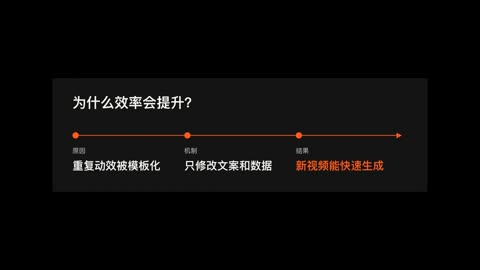 为什么效率会提升？
原因
重复动效被模板化
机制
只修改文案和数据
结果
新视频能快速生成